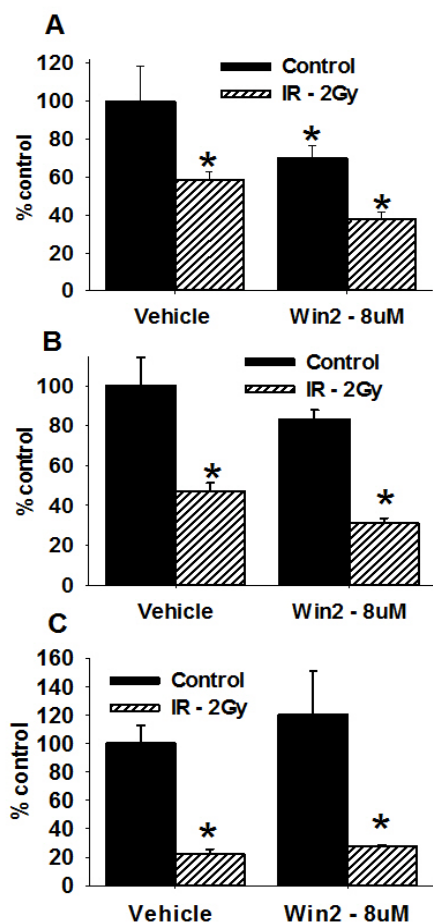 A
120
100
80
60
40
20
0
% control
Control
IR - 2Gy
*
*
*
Vehicle
Win2 - 8uM
B
100
80
60
40
20
0
% control
Control
IR - 2Gy
*
*
Vehicle
Win2 - 8uM
C
160
140
120
100
80
60
40
20
0
% control
Control
IR - 2Gy
*
*
Vehicle
Win2 - 8uM